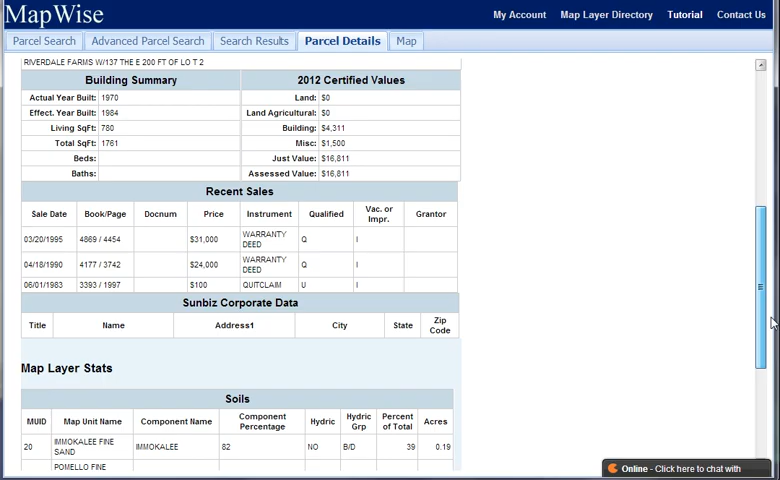 MapWise
My Account Map Layer Directory Tutorial Contact Us
Parcel Search Advanced Parcel Search Search Results Parcel Details Map
RIVERDALE FARMS W/137 THE E 200 FT OF LO T 2
Building Summary 2012 Certified Values
Actual Year Built: 1970 Land: $0
Effect. Year Built: 1984 Land Agricultural: $0
Living SqFt: 780 Building: $4,311
Total SqFt: 1761 Misc: $1,500
Beds: Just Value: $16,811
Baths: Assessed Value: $16,811
Recent Sales
Sale Date Book/Page Docnum Price Instrument Qualified Vac. or Impr. Grantor
03/20/1995 4869 / 4454 $31,000 WARRANTY DEED Q I
04/18/1990 4177 / 3742 $24,000 WARRANTY DEED Q I
06/01/1983 3393 / 1997 $100 QUITCLAIM U I
Sunbiz Corporate Data
Title Name Address1 City State Zip Code
Map Layer Stats
Soils
MUID Map Unit Name Component Name Component Percentage Hydric Hydric Grp Percent of Total Acres
20 IMMOKALEE FINE SAND IMMOKALEE 82 NO B/D 39 0.19
POMELLO FINE
Online - Click here to chat with